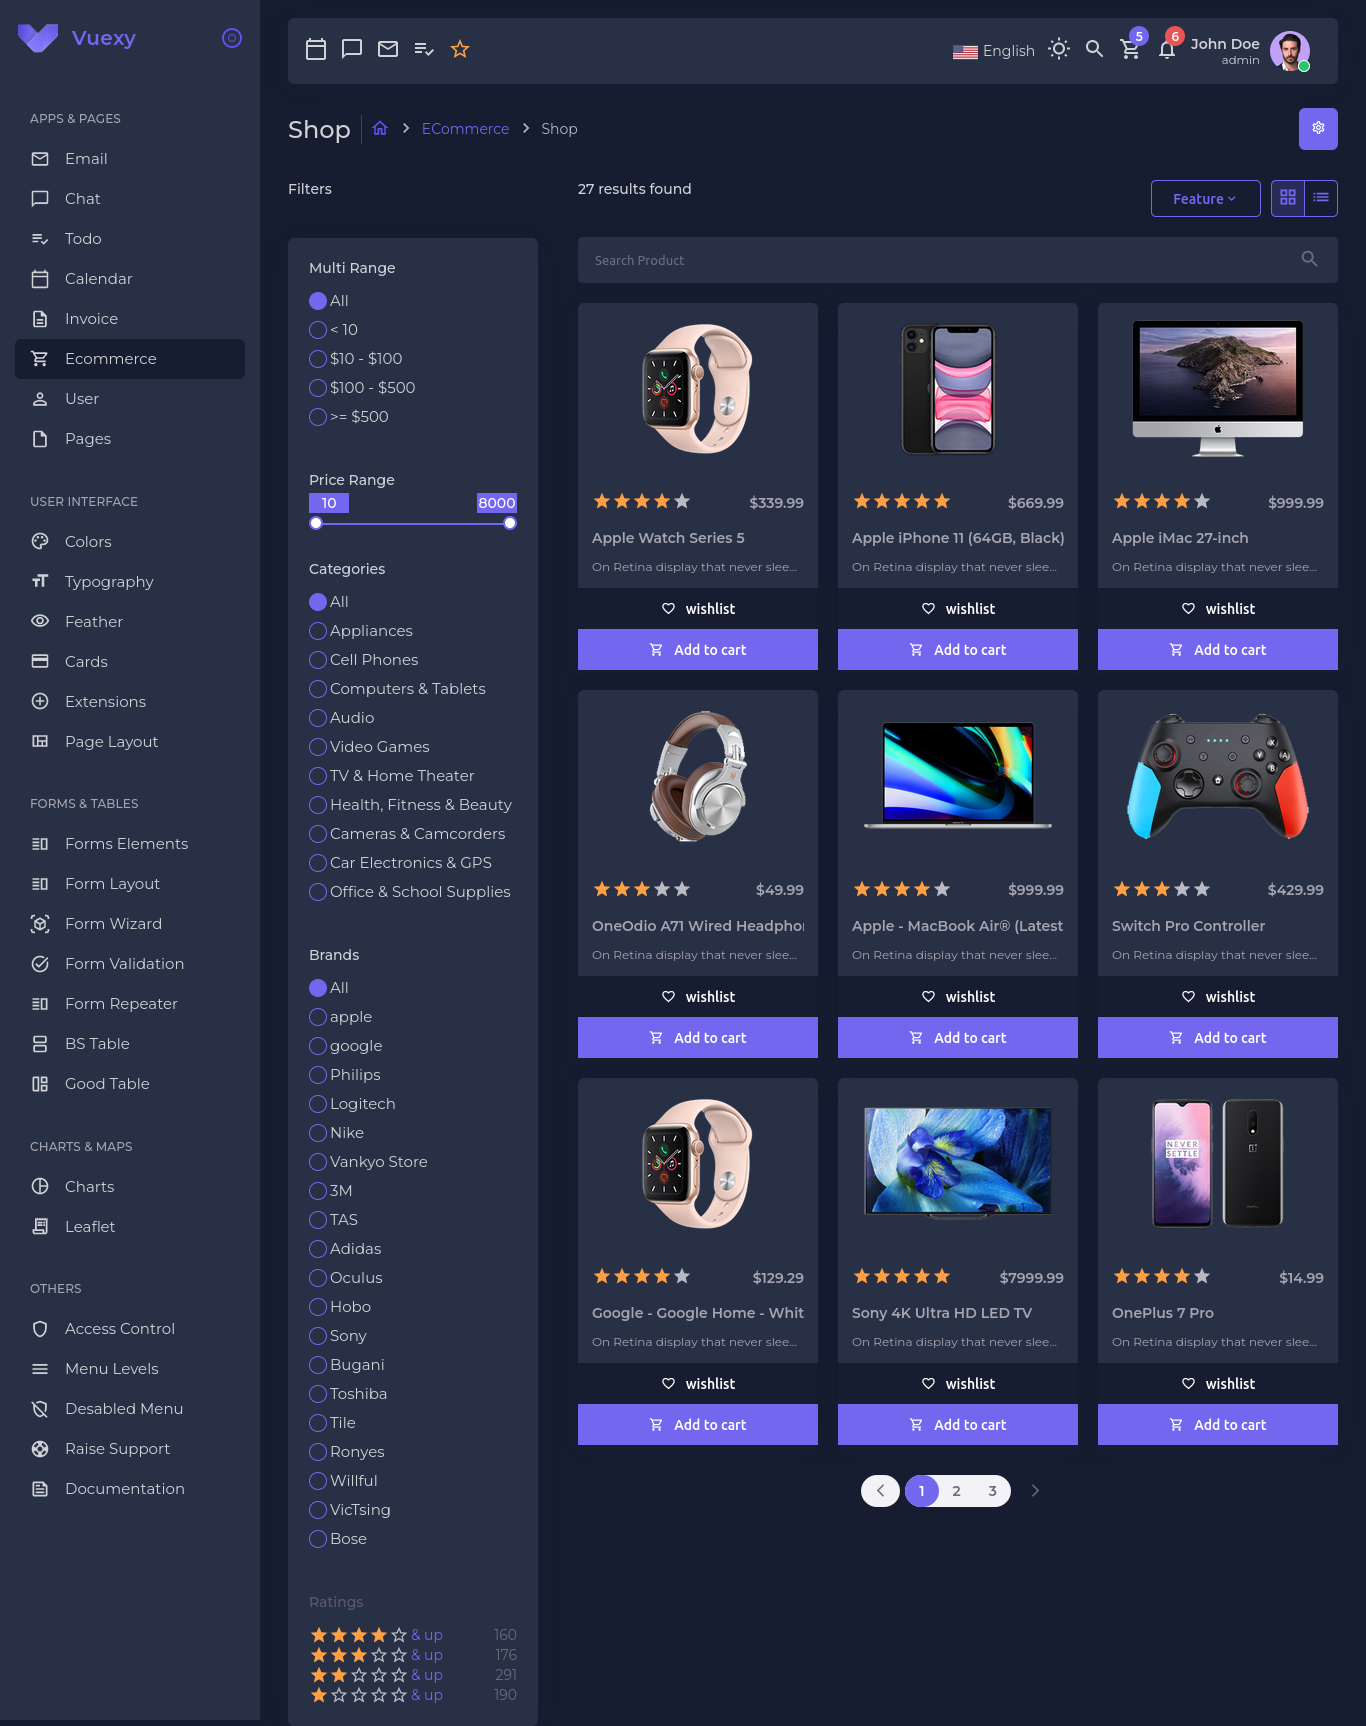 Vuexy
APPS & PAGES
Email
Chat
Todo
Calendar
Invoice
Ecommerce
User
Pages
USER INTERFACE
Colors
Typography
Feather
Cards
Extensions
Page Layout
FORMS & TABLES
Forms Elements
Form Layout
Form Wizard
Form Validation
Form Repeater
BS Table
Good Table
CHARTS & MAPS
Charts
Leaflet
OTHERS
Access Control
Menu Levels
Desabled Menu
Raise Support
Documentation
English
5
6
John Doe
admin
Shop
ECommerce
Shop
Filters
27 results found
Feature
Multi Range
All
< 10
$10 - $100
$100 - $500
>= $500
Price Range
10 8000
Categories
All
Appliances
Cell Phones
Computers & Tablets
Audio
Video Games
TV & Home Theater
Health, Fitness & Beauty
Cameras & Camcorders
Car Electronics & GPS
Office & School Supplies
Brands
All
apple
google
Philips
Logitech
Nike
Vankyo Store
3M
TAS
Adidas
Oculus
Hobo
Sony
Bugani
Toshiba
Tile
Ronyes
Willful
VicTsing
Bose
Ratings
& up 160
& up 176
& up 291
& up 190
Search Product
$339.99
Apple Watch Series 5
On Retina display that never slee...
wishlist
Add to cart
$669.99
Apple iPhone 11 (64GB, Black)
On Retina display that never slee...
wishlist
Add to cart
$999.99
Apple iMac 27-inch
On Retina display that never slee...
wishlist
Add to cart
$49.99
OneOdio A71 Wired Headphon
On Retina display that never slee...
wishlist
Add to cart
X
Y
A
B
$999.99
Apple - MacBook Air® (Latest
On Retina display that never slee...
wishlist
Add to cart
$429.99
Switch Pro Controller
On Retina display that never slee...
wishlist
Add to cart
$129.29
Google - Google Home - Whit
On Retina display that never slee...
wishlist
Add to cart
$7999.99
Sony 4K Ultra HD LED TV
On Retina display that never slee...
wishlist
Add to cart
NEVER
SETTLE
$14.99
OnePlus 7 Pro
On Retina display that never slee...
wishlist
Add to cart
1 2 3